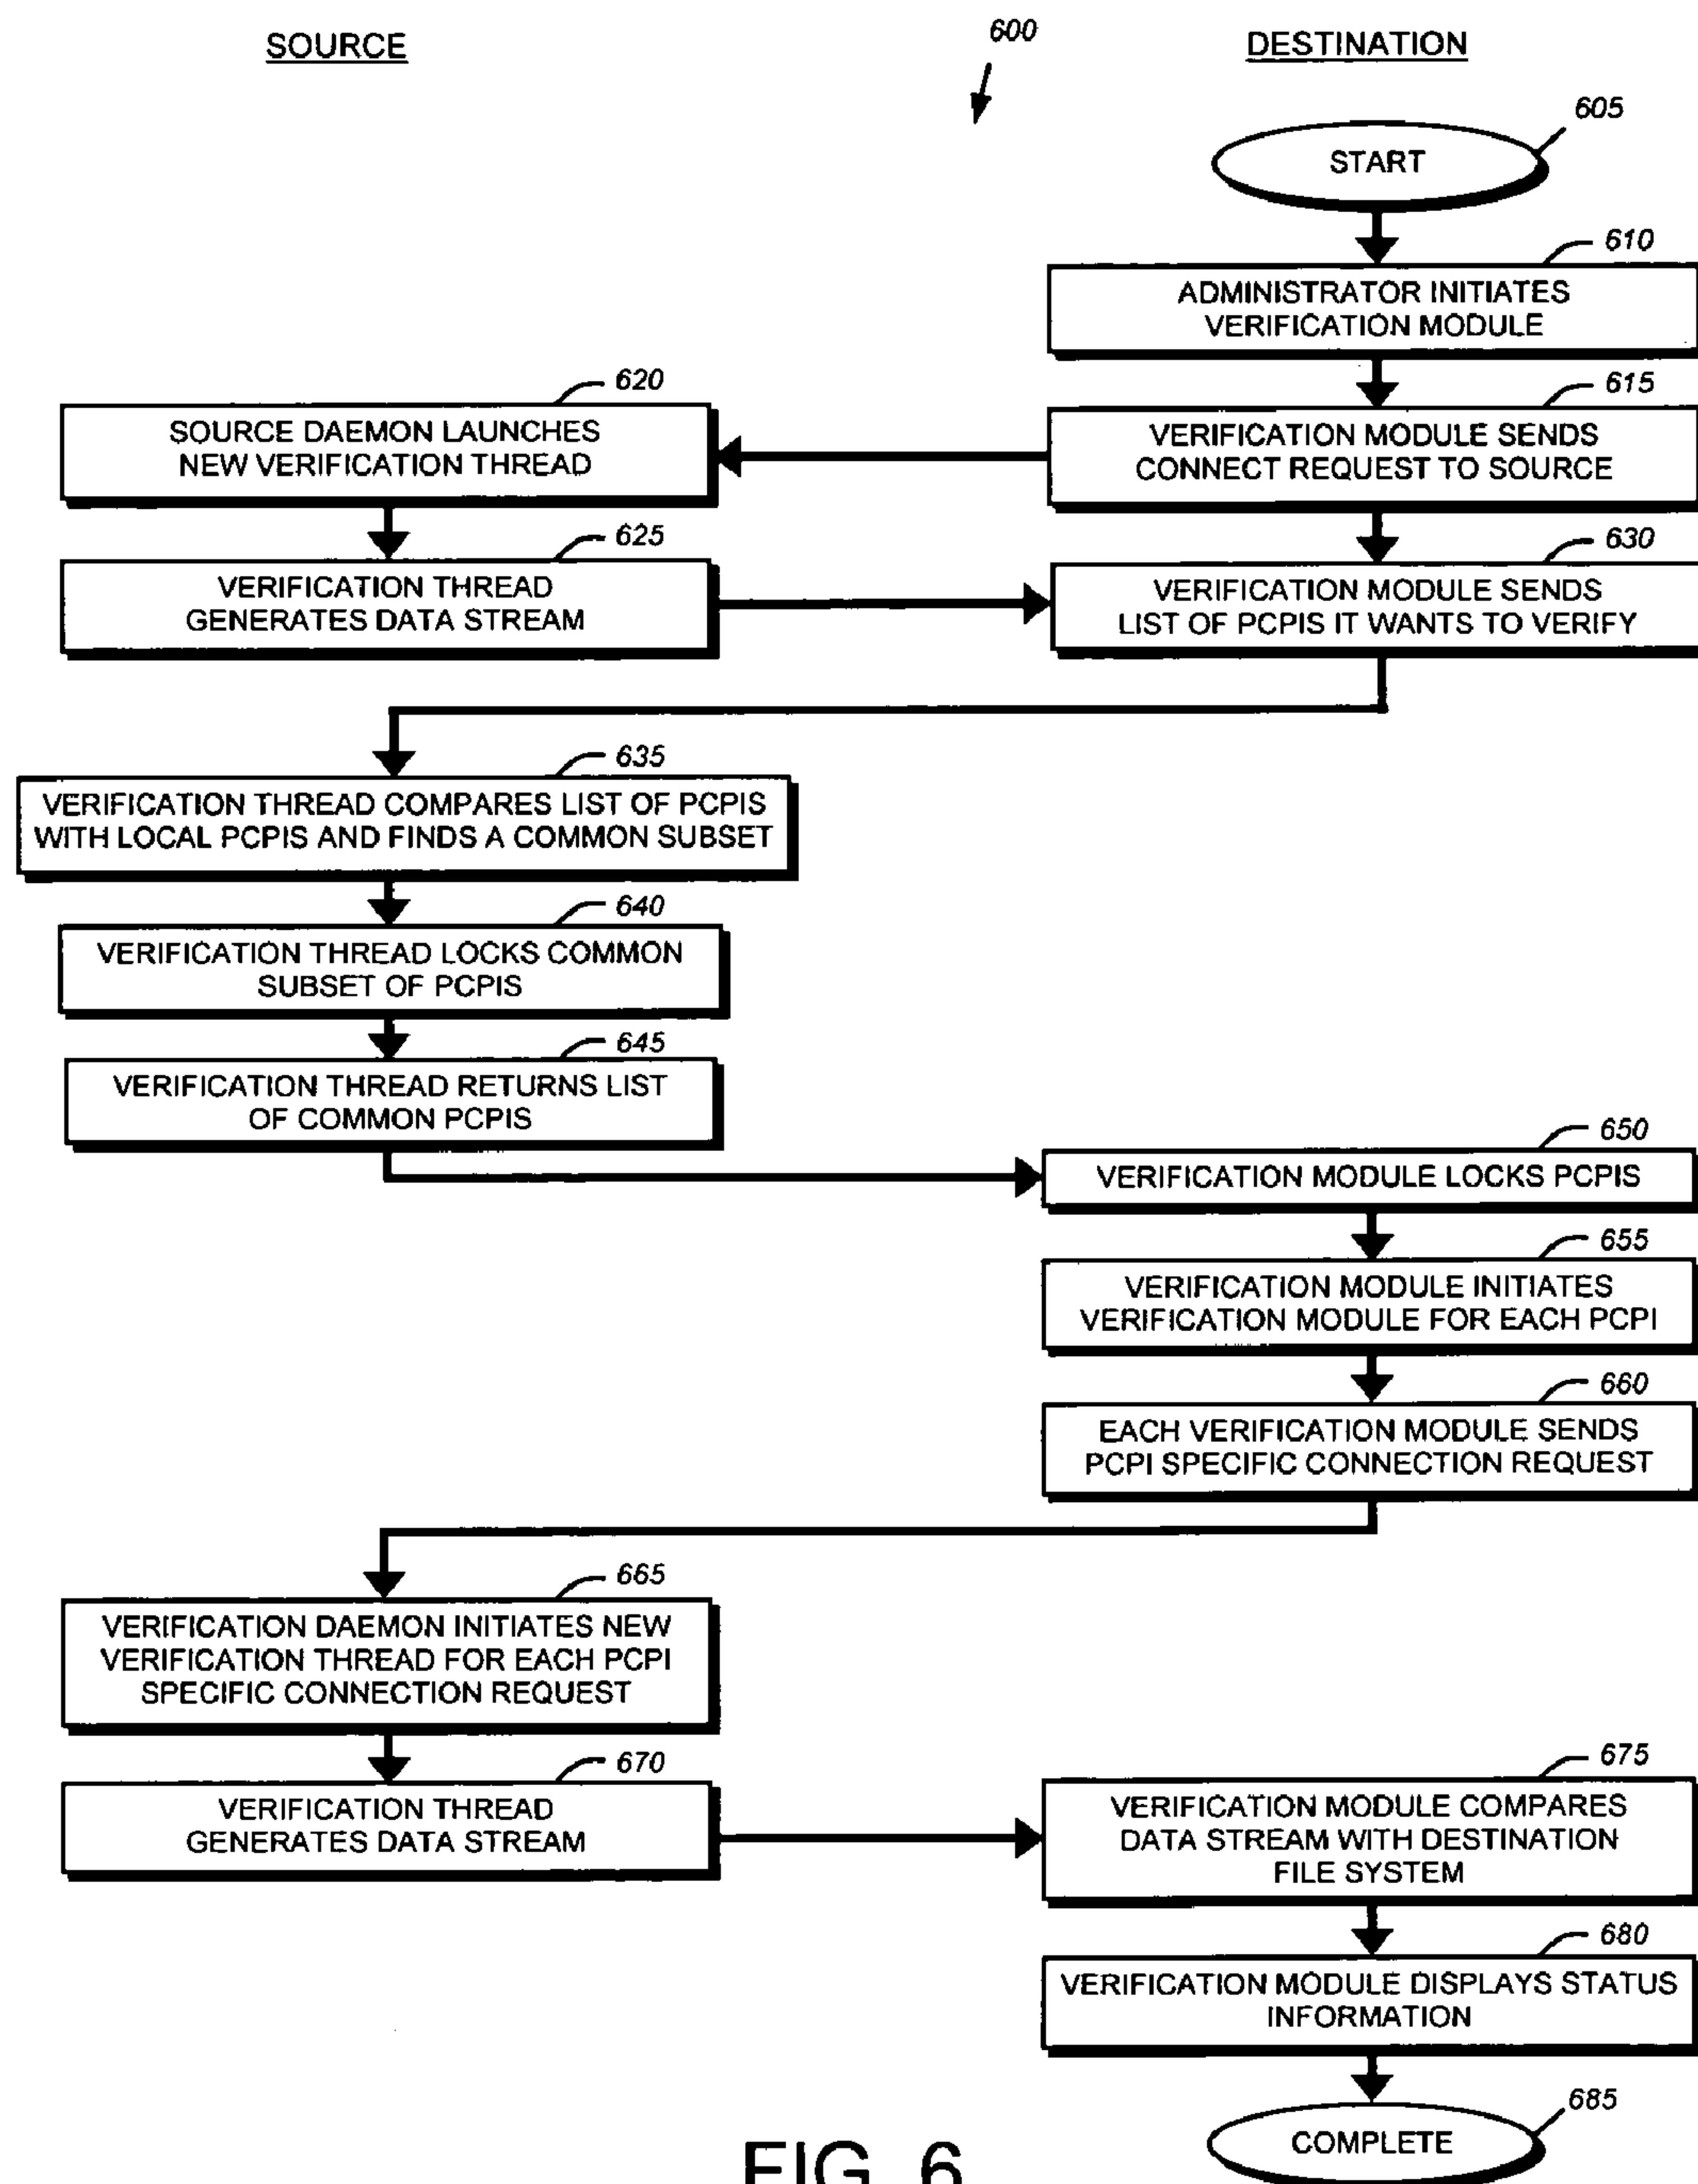 SOURCE
600
DESTINATION
605
START
610
ADMINISTRATOR INITIATES
VERIFICATION MODULE
615
VERIFICATION MODULE SENDS
CONNECT REQUEST TO SOURCE
620
SOURCE DAEMON LAUNCHES
NEW VERIFICATION THREAD
625
VERIFICATION THREAD
GENERATES DATA STREAM
630
VERIFICATION MODULE SENDS
LIST OF PCPIS IT WANTS TO VERIFY
635
VERIFICATION THREAD COMPARES LIST OF PCPIS
WITH LOCAL PCPIS AND FINDS A COMMON SUBSET
640
VERIFICATION THREAD LOCKS COMMON
SUBSET OF PCPIS
645
VERIFICATION THREAD RETURNS LIST
OF COMMON PCPIS
650
VERIFICATION MODULE LOCKS PCPIS
655
VERIFICATION MODULE INITIATES
VERIFICATION MODULE FOR EACH PCPI
660
EACH VERIFICATION MODULE SENDS
PCPI SPECIFIC CONNECTION REQUEST
665
VERIFICATION DAEMON INITIATES NEW
VERIFICATION THREAD FOR EACH PCPI
SPECIFIC CONNECTION REQUEST
670
VERIFICATION THREAD
GENERATES DATA STREAM
675
VERIFICATION MODULE COMPARES
DATA STREAM WITH DESTINATION
FILE SYSTEM
680
VERIFICATION MODULE DISPLAYS STATUS
INFORMATION
685
COMPLETE
FIG. 6